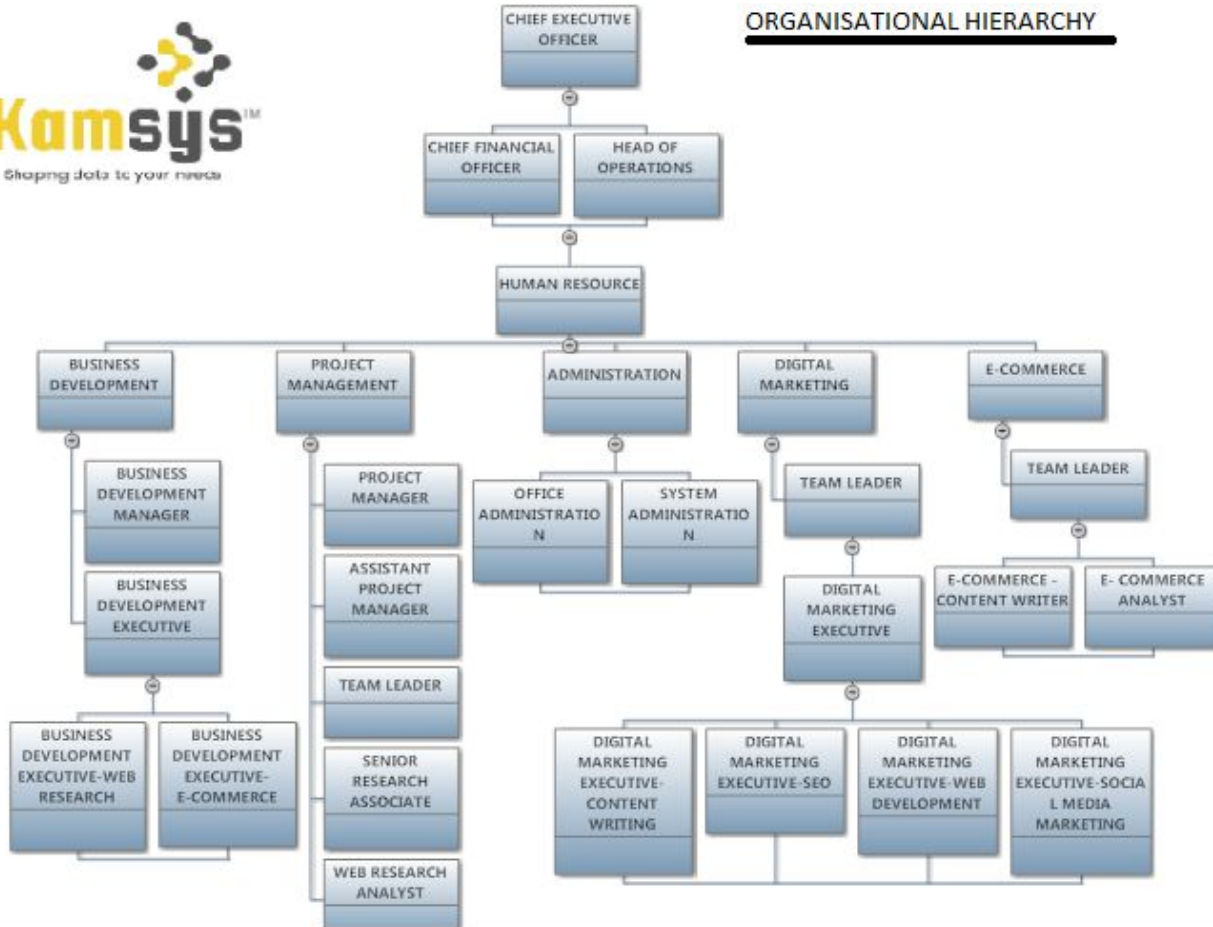 ORGANISATIONAL HIERARCHY
Kamsys™
Shaping data to your needs
CHIEF EXECUTIVE
OFFICER
CHIEF FINANCIAL
OFFICER
HEAD OF
OPERATIONS
HUMAN RESOURCE
BUSINESS
DEVELOPMENT
PROJECT
MANAGEMENT
ADMINISTRATION
DIGITAL
MARKETING
E-COMMERCE
BUSINESS
DEVELOPMENT
MANAGER
BUSINESS
DEVELOPMENT
EXECUTIVE
BUSINESS
DEVELOPMENT
EXECUTIVE-WEB
RESEARCH
BUSINESS
DEVELOPMENT
EXECUTIVE-
E-COMMERCE
PROJECT
MANAGER
ASSISTANT
PROJECT
MANAGER
TEAM LEADER
SENIOR
RESEARCH
ASSOCIATE
WEB RESEARCH
ANALYST
OFFICE
ADMINISTRATIO
N
SYSTEM
ADMINISTRATIO
N
TEAM LEADER
DIGITAL
MARKETING
EXECUTIVE
DIGITAL
MARKETING
EXECUTIVE-
CONTENT
WRITING
DIGITAL
MARKETING
EXECUTIVE-SEO
DIGITAL
MARKETING
EXECUTIVE-WEB
DEVELOPMENT
DIGITAL
MARKETING
EXECUTIVE-SOCIA
L MEDIA
MARKETING
TEAM LEADER
E-COMMERCE -
CONTENT WRITER
E- COMMERCE
ANALYST